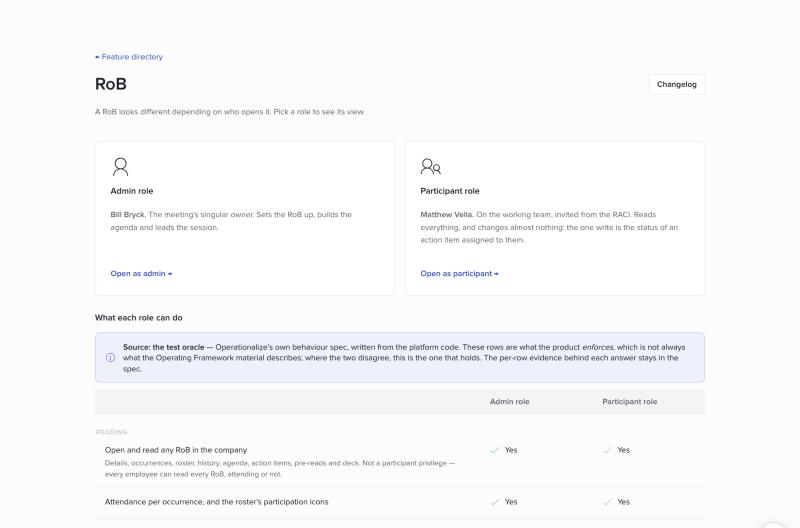 ← Feature directory
RoB
Changelog
A RoB looks different depending on who opens it. Pick a role to see its view.
Admin role
Bill Bryck. The meeting's singular owner. Sets the RoB up, builds the
agenda and leads the session.
Open as admin →
Participant role
Matthew Vella. On the working team, invited from the RACI. Reads
everything, and changes almost nothing: the one write is the status of an
action item assigned to them.
Open as participant →
What each role can do
Source: the test oracle — Operationalize's own behaviour spec, written from the platform code. These rows are what the product enforces, which is not always
what the Operating Framework material describes; where the two disagree, this is the one that holds. The per-row evidence behind each answer stays in the
spec.
Admin role Participant role
READING
Open and read any RoB in the company Yes Yes
Details, occurrences, roster, history, agenda, action items, pre-reads and deck. Not a participant privilege —
every employee can read every RoB, attending or not.
Attendance per occurrence, and the roster's participation icons Yes Yes